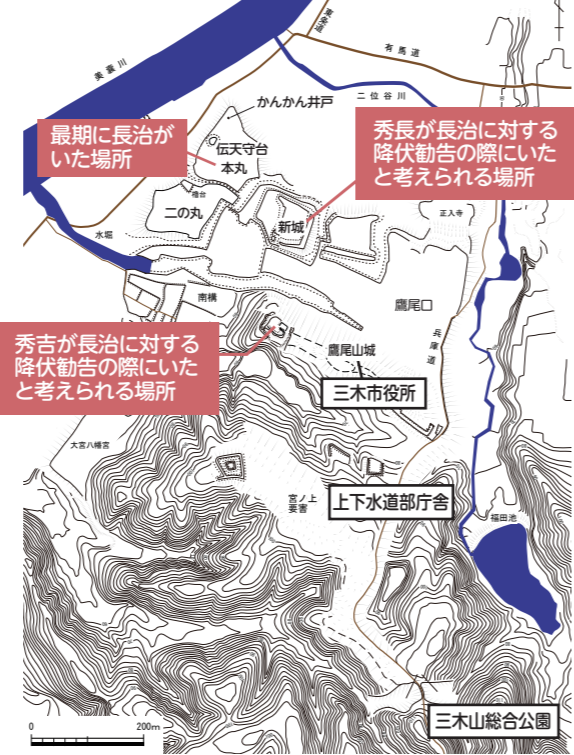 東条道
有馬道
美嚢川
二位谷川
かんかん井戸
最期に長治が
いた場所
伝天守台
本丸
秀長が長治に対する
降伏勧告の際にいた
と考えられる場所
櫓台
二の丸
新城
正入寺
水堀
南構
鷹尾口
兵庫道
秀吉が長治に対する
降伏勧告の際にいた
と考えられる場所
鷹尾山城
三木市役所
大宮八幡宮
宮ノ上
要害
上下水道部庁舎
福田池
三木山総合公園
0 200m